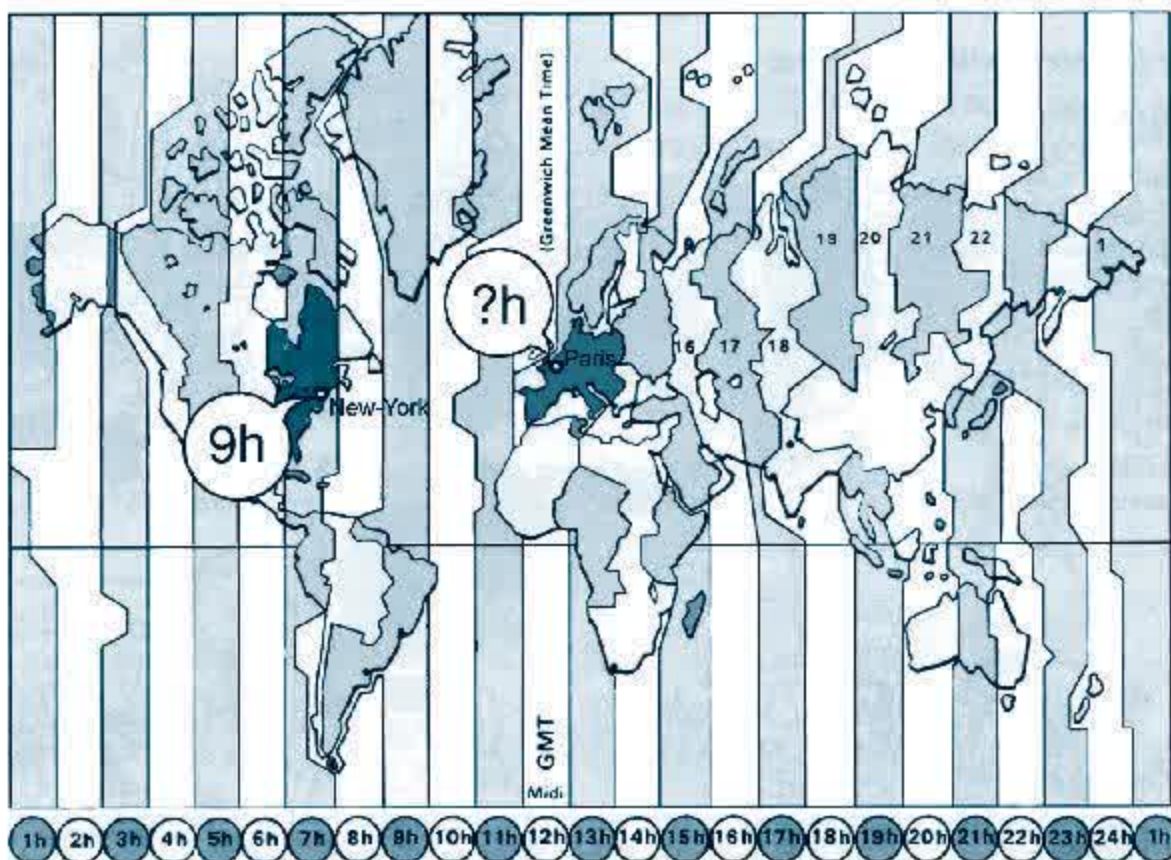 (Greenwich Mean Time)
?h
19
20
21
22
1
Paris
16
17
18
New-York
9h
GMT
Midi
1h 2h 3h 4h 5h 6h 7h 8h 9h 10h 11h 12h 13h 14h 15h 16h 17h 18h 19h 20h 21h 22h 23h 24h 1h